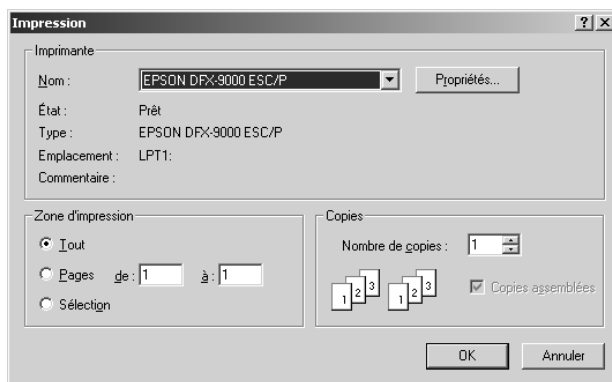 Impression
Imprimante
Nom : EPSON DFX-9000 ESC/P Propriétés...
État : Prêt
Type : EPSON DFX-9000 ESC/P
Emplacement : LPT1:
Commentaire :
Zone d'impression
Tout
Pages de : 1 à : 1
Sélection
Copies
Nombre de copies : 1
1 2 3 1 2 3
Copies assemblées
OK Annuler